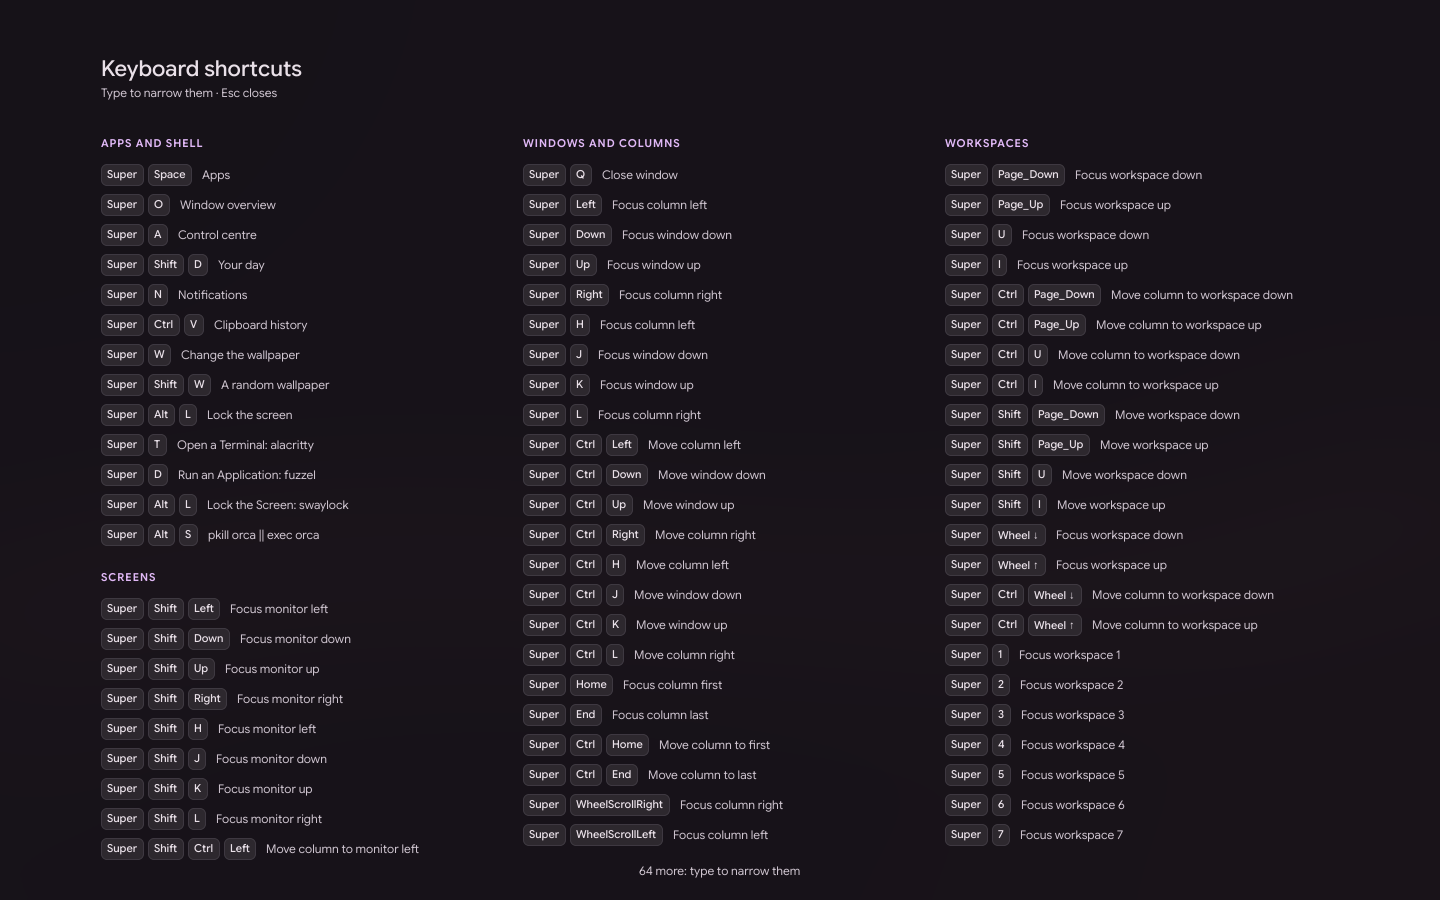 Keyboard shortcuts
Type to narrow them · Esc closes
APPS AND SHELL
Super Space Apps
Super O Window overview
Super A Control centre
Super Shift D Your day
Super N Notifications
Super Ctrl V Clipboard history
Super W Change the wallpaper
Super Shift W A random wallpaper
Super Alt L Lock the screen
Super T Open a Terminal: alacritty
Super D Run an Application: fuzzel
Super Alt L Lock the Screen: swaylock
Super Alt S pkill orca || exec orca
SCREENS
Super Shift Left Focus monitor left
Super Shift Down Focus monitor down
Super Shift Up Focus monitor up
Super Shift Right Focus monitor right
Super Shift H Focus monitor left
Super Shift J Focus monitor down
Super Shift K Focus monitor up
Super Shift L Focus monitor right
Super Shift Ctrl Left Move column to monitor left
WINDOWS AND COLUMNS
Super Q Close window
Super Left Focus column left
Super Down Focus window down
Super Up Focus window up
Super Right Focus column right
Super H Focus column left
Super J Focus window down
Super K Focus window up
Super L Focus column right
Super Ctrl Left Move column left
Super Ctrl Down Move window down
Super Ctrl Up Move window up
Super Ctrl Right Move column right
Super Ctrl H Move column left
Super Ctrl J Move window down
Super Ctrl K Move window up
Super Ctrl L Move column right
Super Home Focus column first
Super End Focus column last
Super Ctrl Home Move column to first
Super Ctrl End Move column to last
Super WheelScrollRight Focus column right
Super WheelScrollLeft Focus column left
WORKSPACES
Super Page_Down Focus workspace down
Super Page_Up Focus workspace up
Super U Focus workspace down
Super I Focus workspace up
Super Ctrl Page_Down Move column to workspace down
Super Ctrl Page_Up Move column to workspace up
Super Ctrl U Move column to workspace down
Super Ctrl I Move column to workspace up
Super Shift Page_Down Move workspace down
Super Shift Page_Up Move workspace up
Super Shift U Move workspace down
Super Shift I Move workspace up
Super Wheel ↓ Focus workspace down
Super Wheel ↑ Focus workspace up
Super Ctrl Wheel ↓ Move column to workspace down
Super Ctrl Wheel ↑ Move column to workspace up
Super 1 Focus workspace 1
Super 2 Focus workspace 2
Super 3 Focus workspace 3
Super 4 Focus workspace 4
Super 5 Focus workspace 5
Super 6 Focus workspace 6
Super 7 Focus workspace 7
64 more: type to narrow them